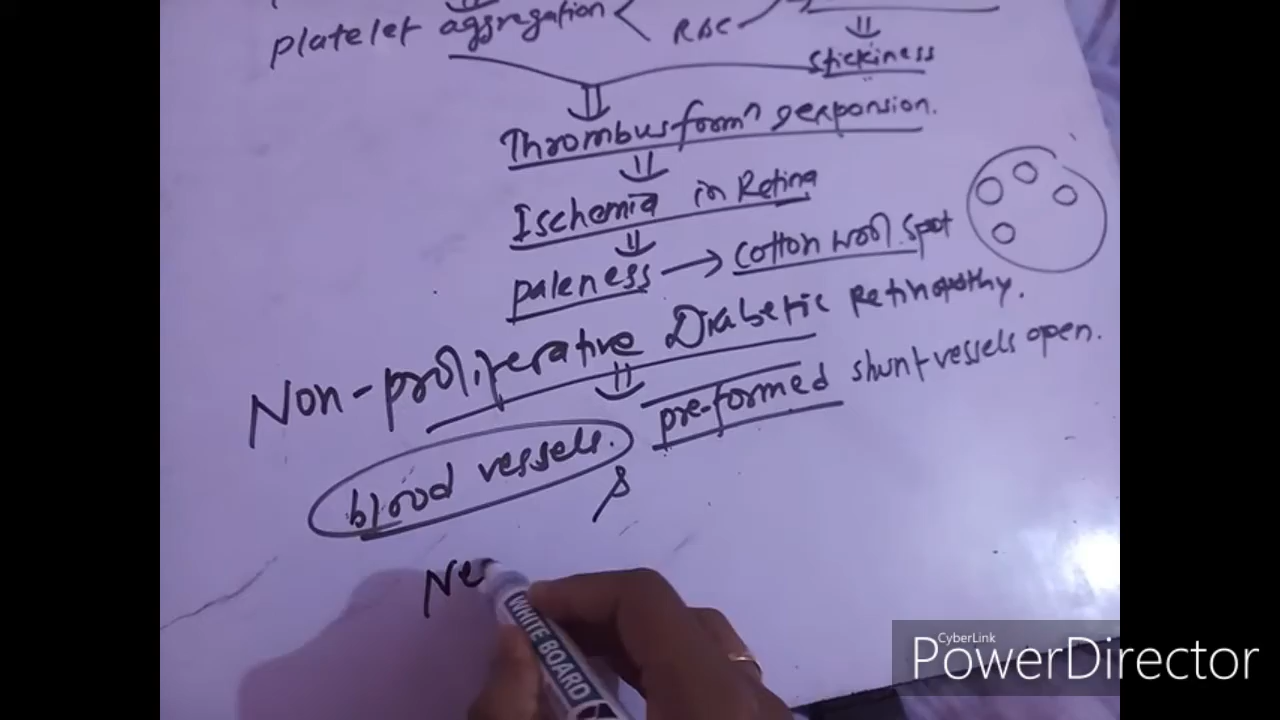 platelet aggregation < RBC
stickiness
Thrombus formn & expansion.
Ischemia in Retina
paleness → cotton wool spot
Non-proliferative Diabetic Retinopathy.
pre-formed shunt vessels open.
blood vessels.
&
Ne
WHITE BOARD
CyberLink
PowerDirector